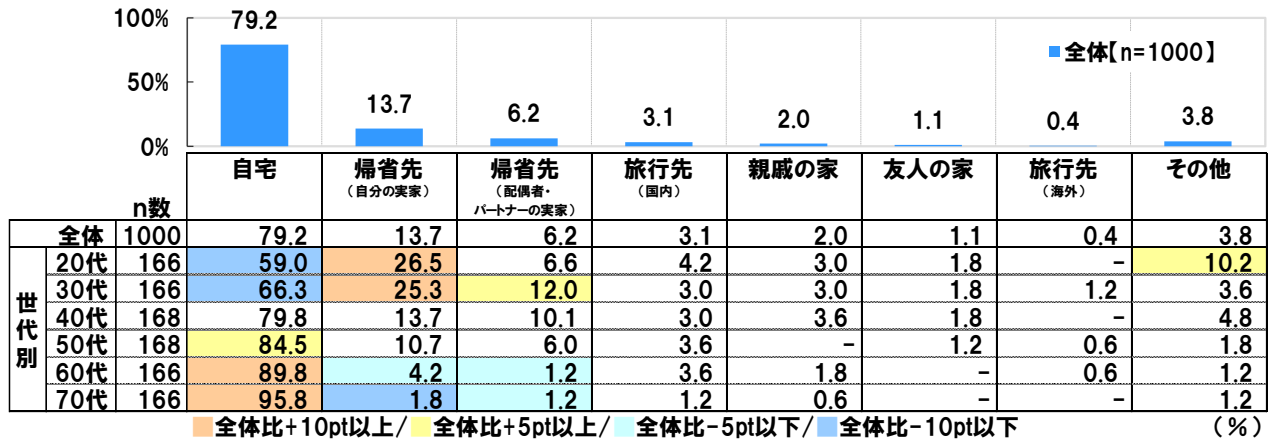 100%
79.2
全体【n=1000】
50%
13.7
6.2
3.1
2.0
1.1
0.4
3.8
0%
自宅 帰省先 帰省先 旅行先 親戚の家 友人の家 旅行先 その他
（自分の実家） （配偶者・ （国内） （海外）
n数 パートナーの実家）
全体 1000 79.2 13.7 6.2 3.1 2.0 1.1 0.4 3.8
世代別
20代 166 59.0 26.5 6.6 4.2 3.0 1.8 - 10.2
30代 166 66.3 25.3 12.0 3.0 3.0 1.8 1.2 3.6
40代 168 79.8 13.7 10.1 3.0 3.6 1.8 - 4.8
50代 168 84.5 10.7 6.0 3.6 - 1.2 0.6 1.8
60代 166 89.8 4.2 1.2 3.6 1.8 - 0.6 1.2
70代 166 95.8 1.8 1.2 1.2 0.6 - - 1.2
全体比+10pt以上/ 全体比+5pt以上/ 全体比-5pt以下/ 全体比-10pt以下 （%）